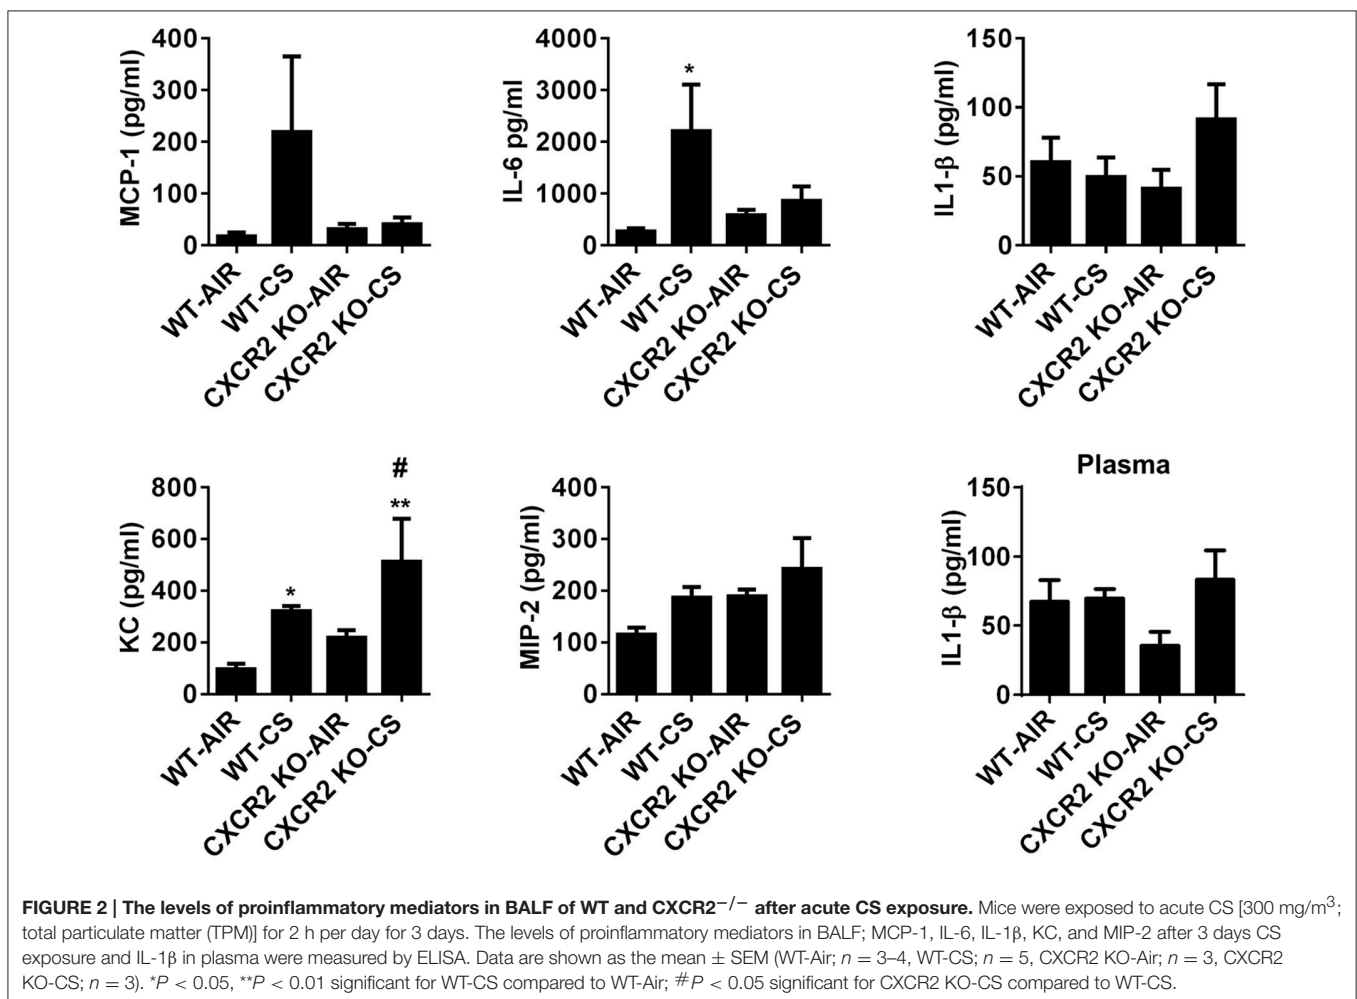 400
300
200
100
0
MCP-1 (pg/ml)
WT-AIR
WT-CS
CXCR2 KO-AIR
CXCR2 KO-CS
4000
3000
2000
1000
0
IL-6 pg/ml
*
WT-AIR
WT-CS
CXCR2 KO-AIR
CXCR2 KO-CS
150
100
50
0
IL1-β (pg/ml)
WT-AIR
WT-CS
CXCR2 KO-AIR
CXCR2 KO-CS
800
600
400
200
0
KC (pg/ml)
*
#
**
WT-AIR
WT-CS
CXCR2 KO-AIR
CXCR2 KO-CS
400
300
200
100
0
MIP-2 (pg/ml)
WT-AIR
WT-CS
CXCR2 KO-AIR
CXCR2 KO-CS
Plasma
150
100
50
0
IL1-β (pg/ml)
WT-AIR
WT-CS
CXCR2 KO-AIR
CXCR2 KO-CS
FIGURE 2 | The levels of proinflammatory mediators in BALF of WT and CXCR2−/− after acute CS exposure. Mice were exposed to acute CS [300 mg/m3;
total particulate matter (TPM)] for 2 h per day for 3 days. The levels of proinflammatory mediators in BALF; MCP-1, IL-6, IL-1β, KC, and MIP-2 after 3 days CS
exposure and IL-1β in plasma were measured by ELISA. Data are shown as the mean ± SEM (WT-Air; n = 3–4, WT-CS; n = 5, CXCR2 KO-Air; n = 3, CXCR2
KO-CS; n = 3). *P < 0.05, **P < 0.01 significant for WT-CS compared to WT-Air; #P < 0.05 significant for CXCR2 KO-CS compared to WT-CS.